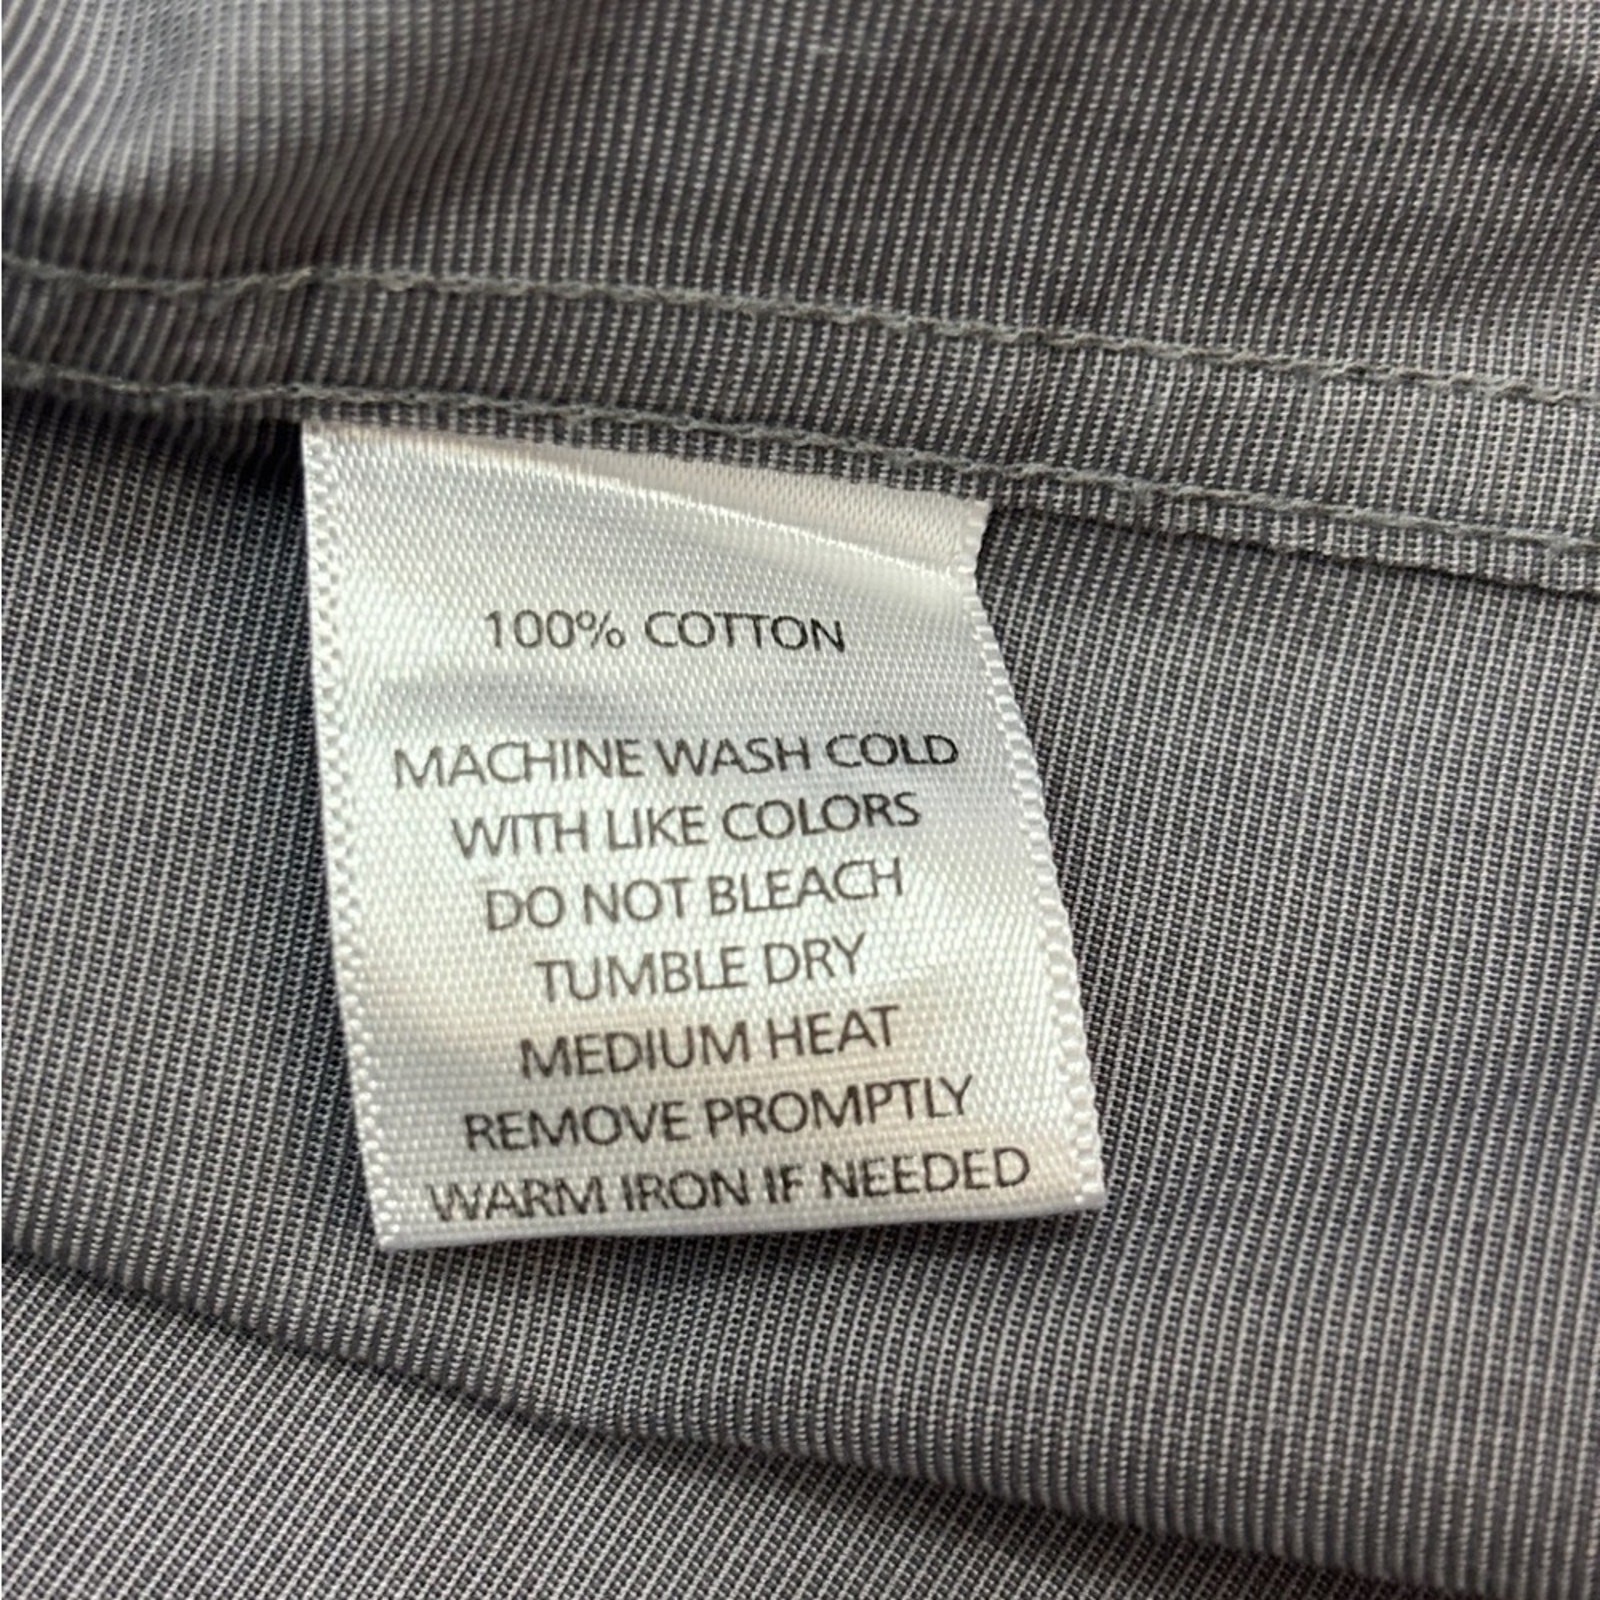 100% COTTON
MACHINE WASH COLD
WITH LIKE COLORS
DO NOT BLEACH
TUMBLE DRY
MEDIUM HEAT
REMOVE PROMPTLY
WARM IRON IF NEEDED